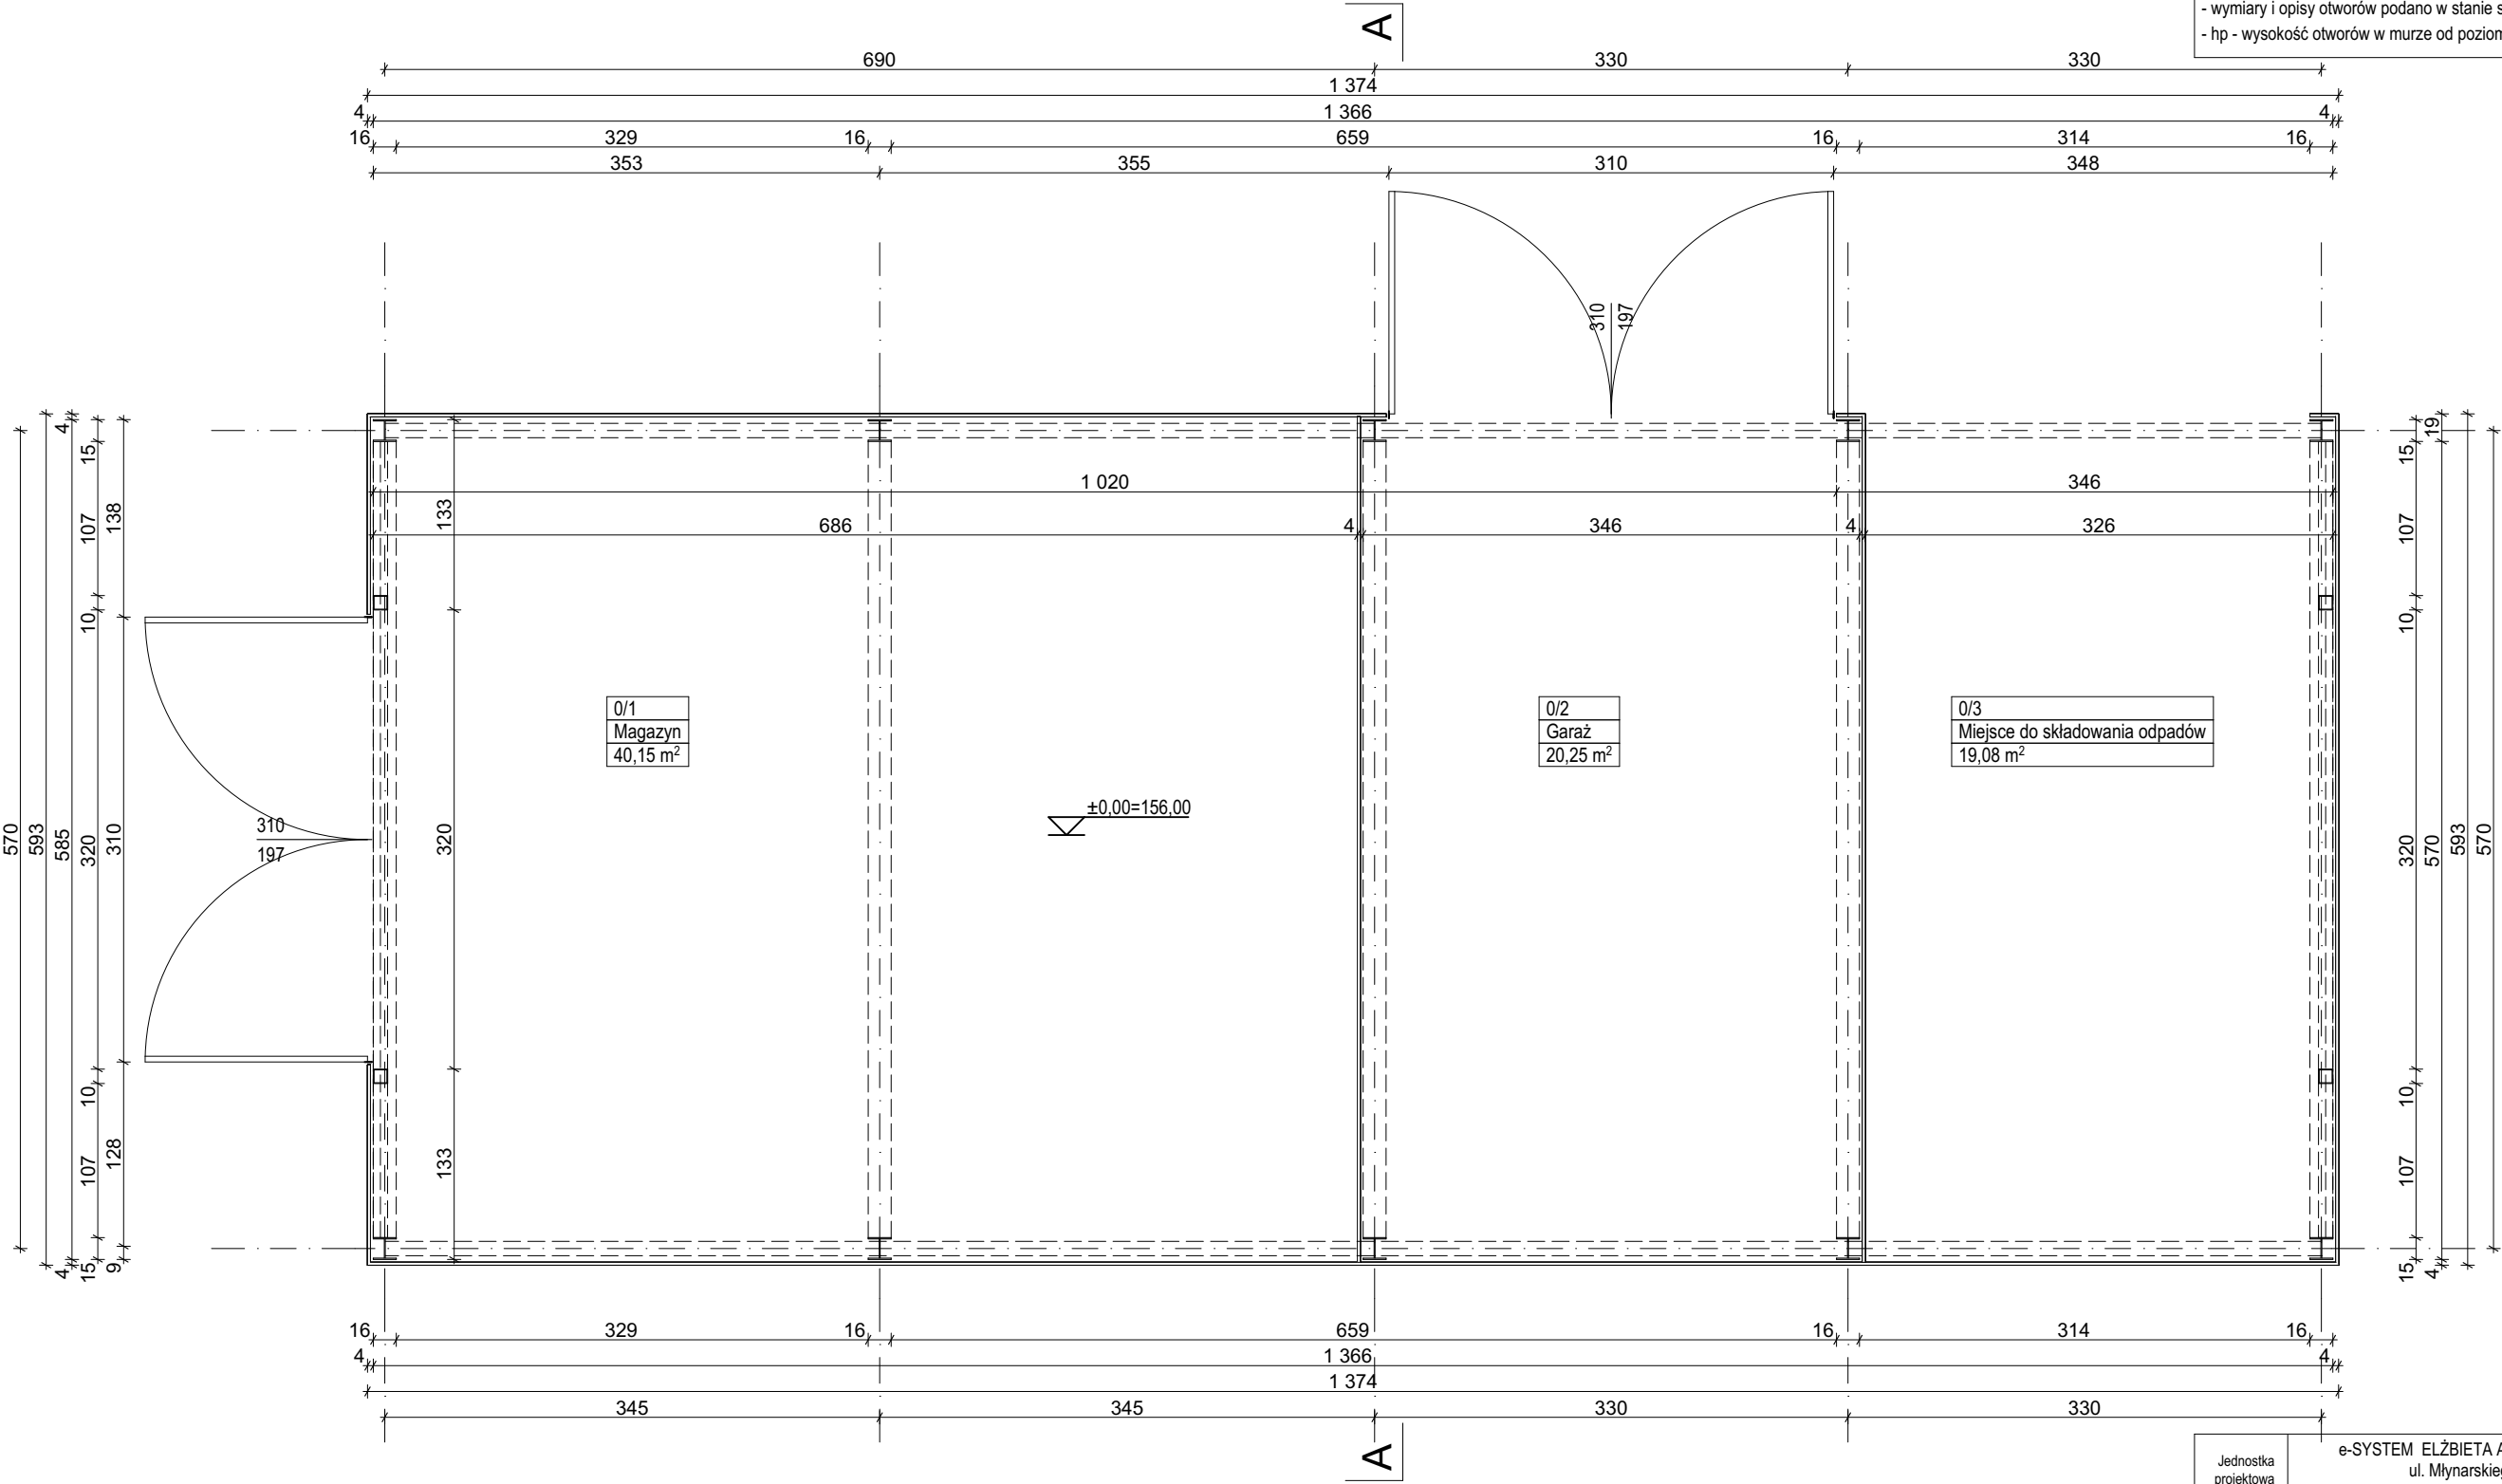 - wymiary i opisy otworów podano w stanie s
- hp - wysokość otworów w murze od pozion
A
690 330 330
1 374
4 1 366 4
16 329 16 659 16 314 16
353 355 310 348
310
197
1 020 346
686 4 346 4 326
570
593
4 585 4
15 107 10 320 10 107 15
138 310 128 9
133 320 133
310
197
0/1
Magazyn
40,15 m²
±0,00=156,00
0/2
Garaż
20,25 m²
0/3
Miejsce do składowania odpadów
19,08 m²
15 107 10 320 10 107 15
19 570 4
593
570
16 329 16 659 16 314 16
4 1 366 4
1 374
345 345 330 330
A
Jednostka
projektowa
e-SYSTEM ELŻBIETA A
ul. Młynarskieg